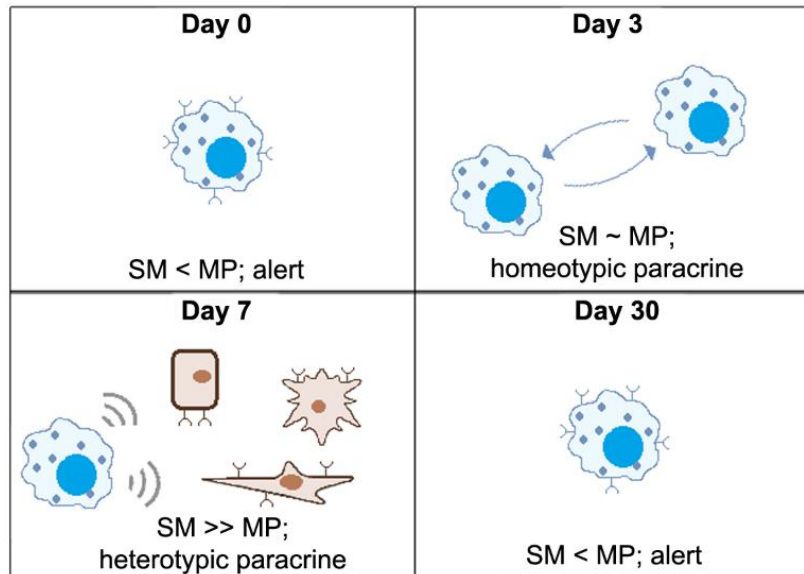 Day 0
SM < MP; alert
Day 3
SM ~ MP;
homeotypic paracrine
Day 7
SM >> MP;
heterotypic paracrine
Day 30
SM < MP; alert